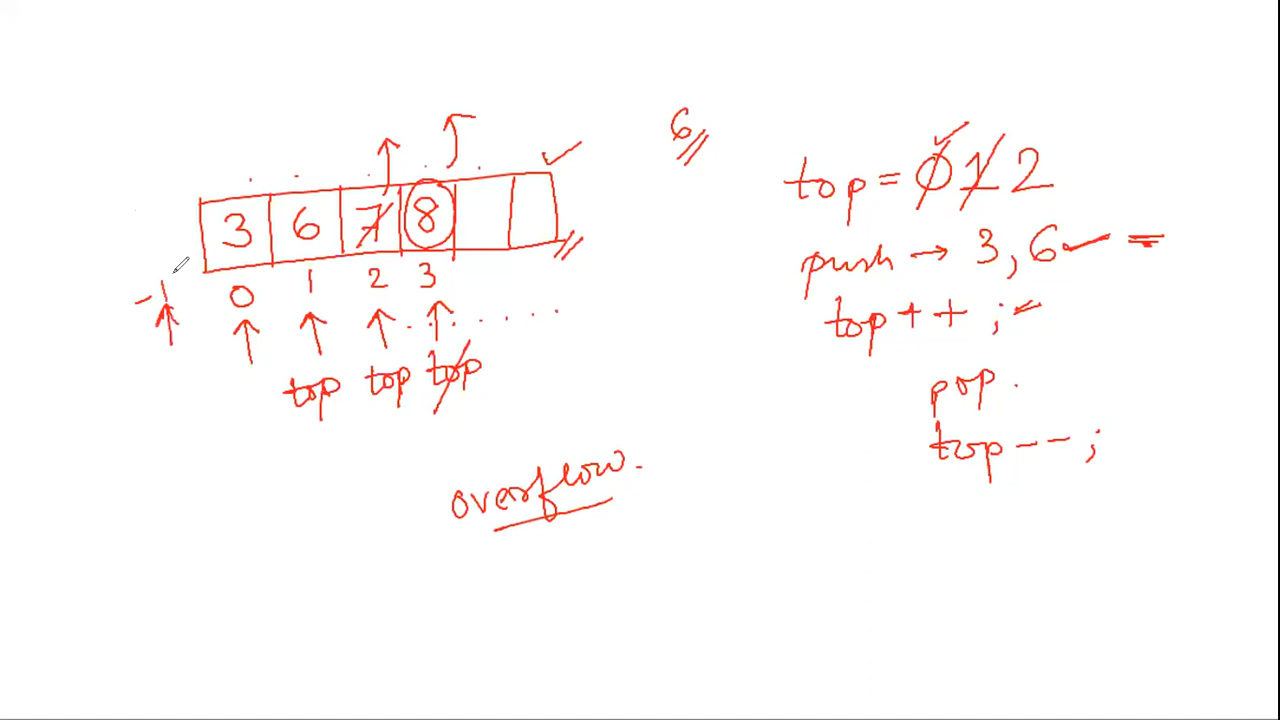 6
top = 0 1 2
3 6 7 8
push → 3, 6
-1 0 1 2 3
top + + ;
top top top
pop.
top - - ;
overflow.